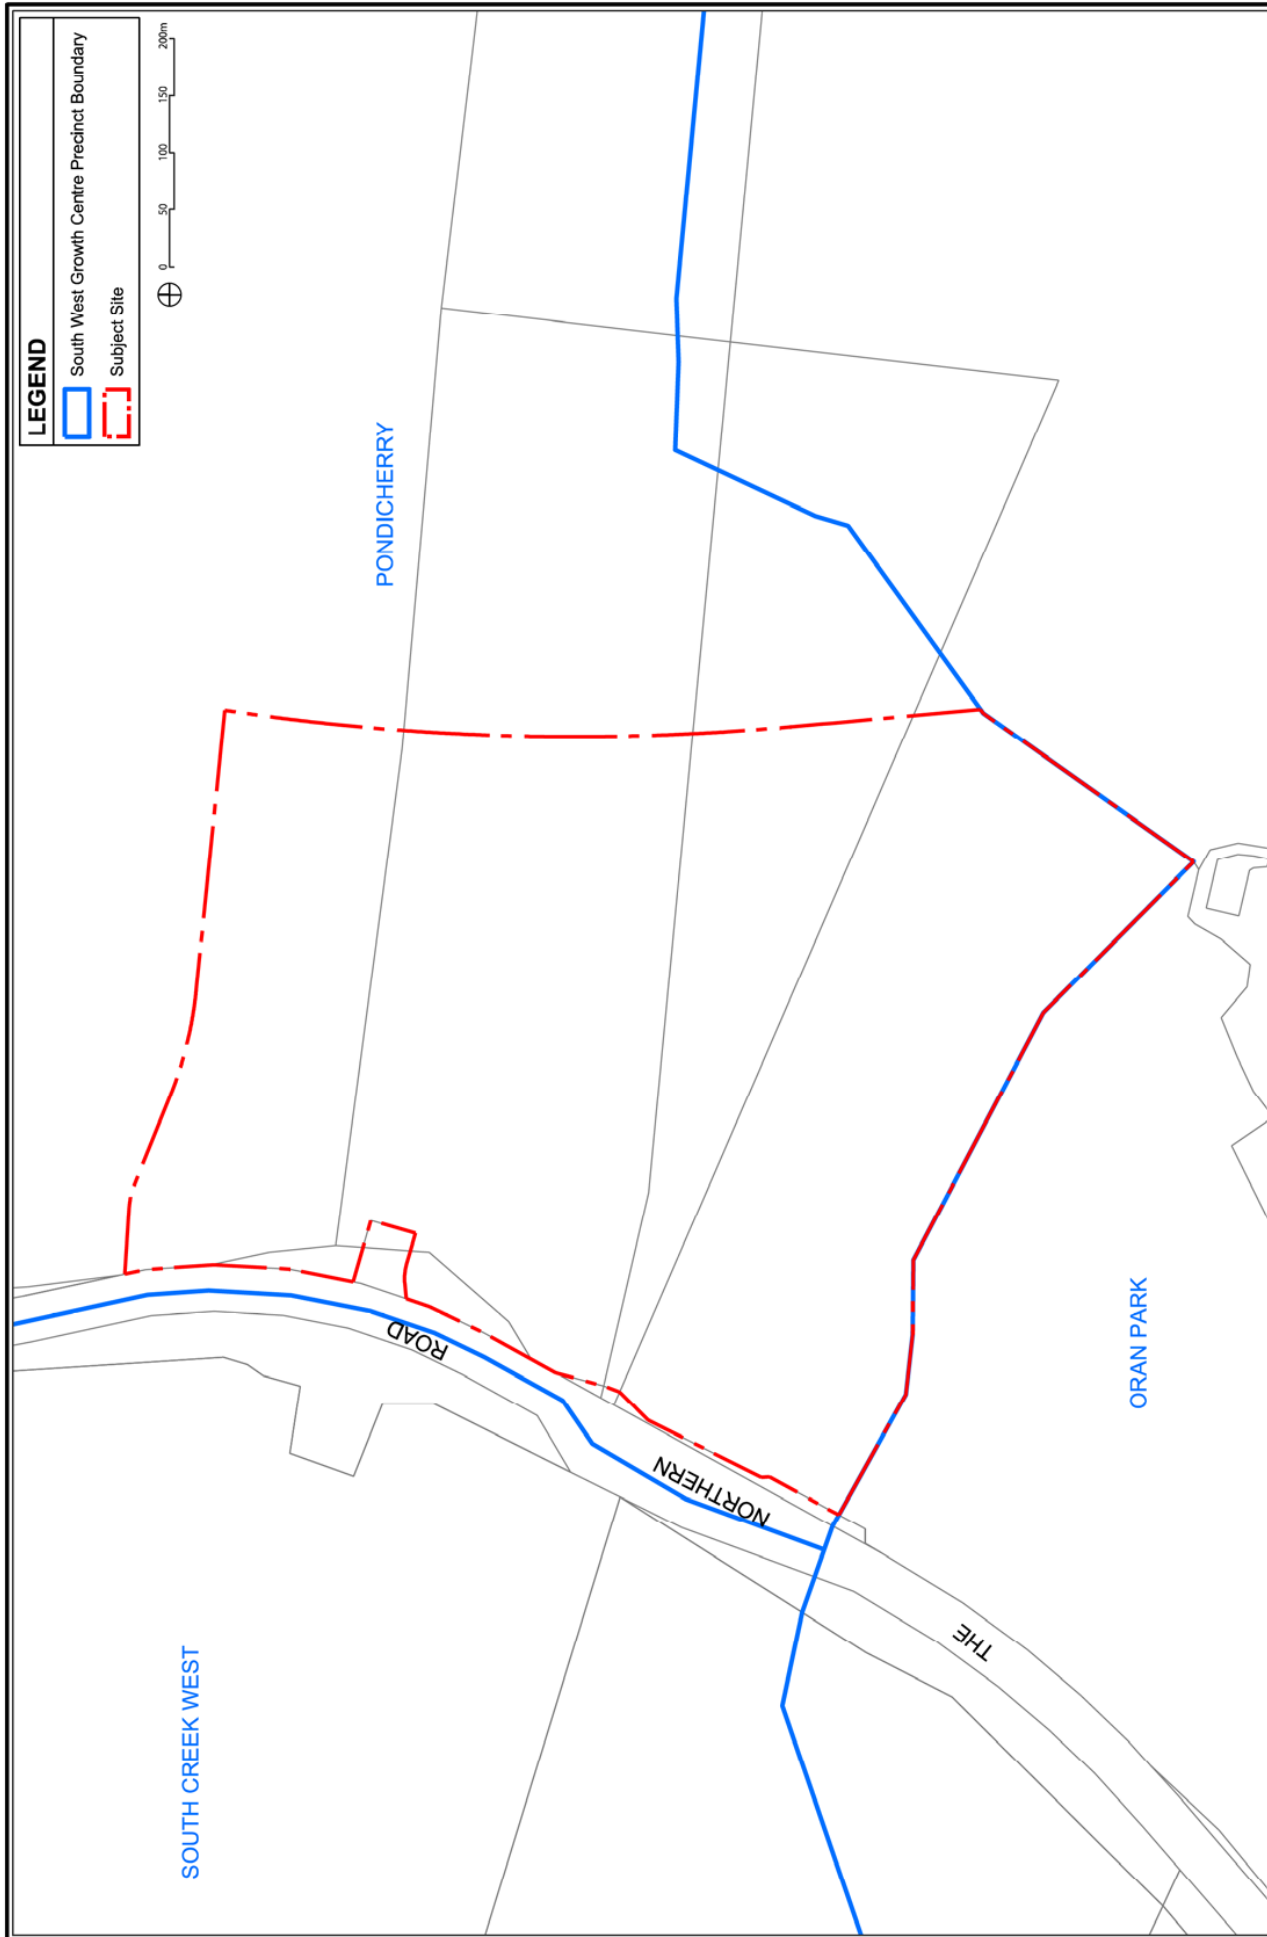 LEGEND
South West Growth Centre Precinct Boundary
Subject Site
0 50 100 150 200m
PONDICHERRY
SOUTH CREEK WEST
THE NORTHERN ROAD
ORAN PARK